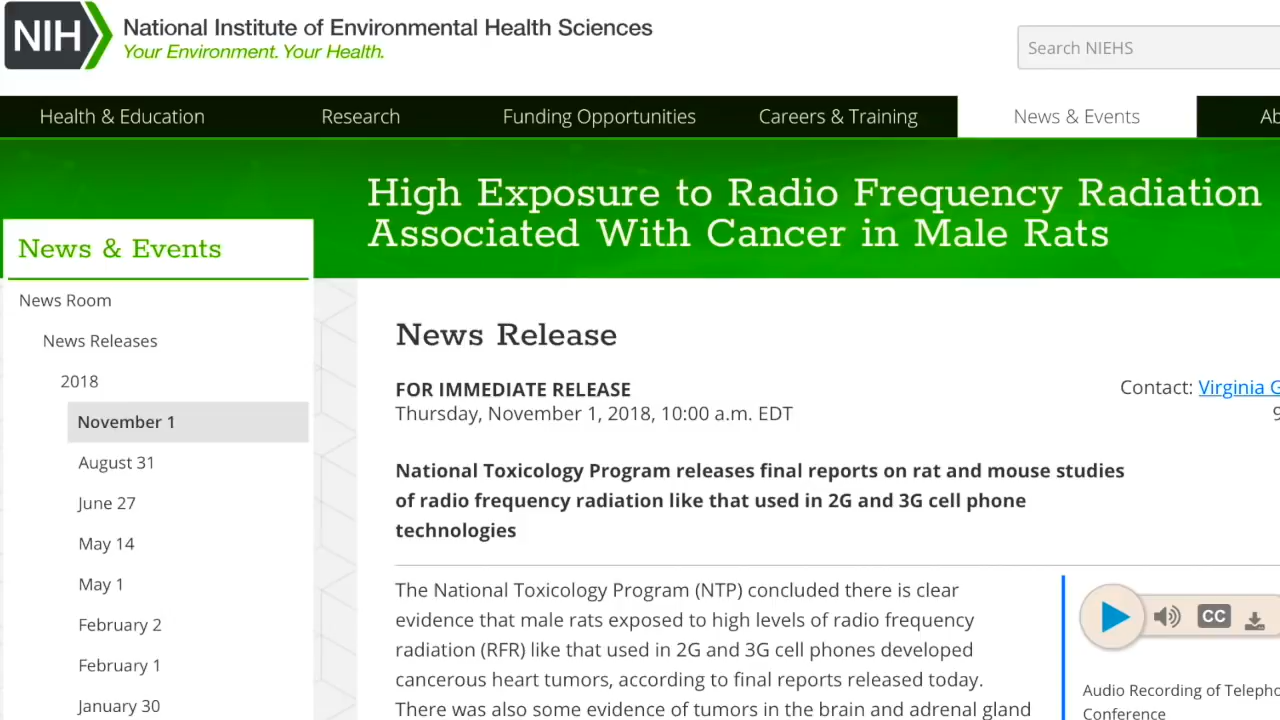 NIH
National Institute of Environmental Health Sciences
Your Environment. Your Health.
Search NIEHS
Health & Education
Research
Funding Opportunities
Careers & Training
News & Events
High Exposure to Radio Frequency Radiation
Associated With Cancer in Male Rats
News & Events
News Room
News Releases
2018
November 1
August 31
June 27
May 14
May 1
February 2
February 1
January 30
News Release
FOR IMMEDIATE RELEASE
Thursday, November 1, 2018, 10:00 a.m. EDT
Contact: Virginia
National Toxicology Program releases final reports on rat and mouse studies
of radio frequency radiation like that used in 2G and 3G cell phone
technologies
The National Toxicology Program (NTP) concluded there is clear
evidence that male rats exposed to high levels of radio frequency
radiation (RFR) like that used in 2G and 3G cell phones developed
cancerous heart tumors, according to final reports released today.
There was also some evidence of tumors in the brain and adrenal gland
CC
Audio Recording of
Conference